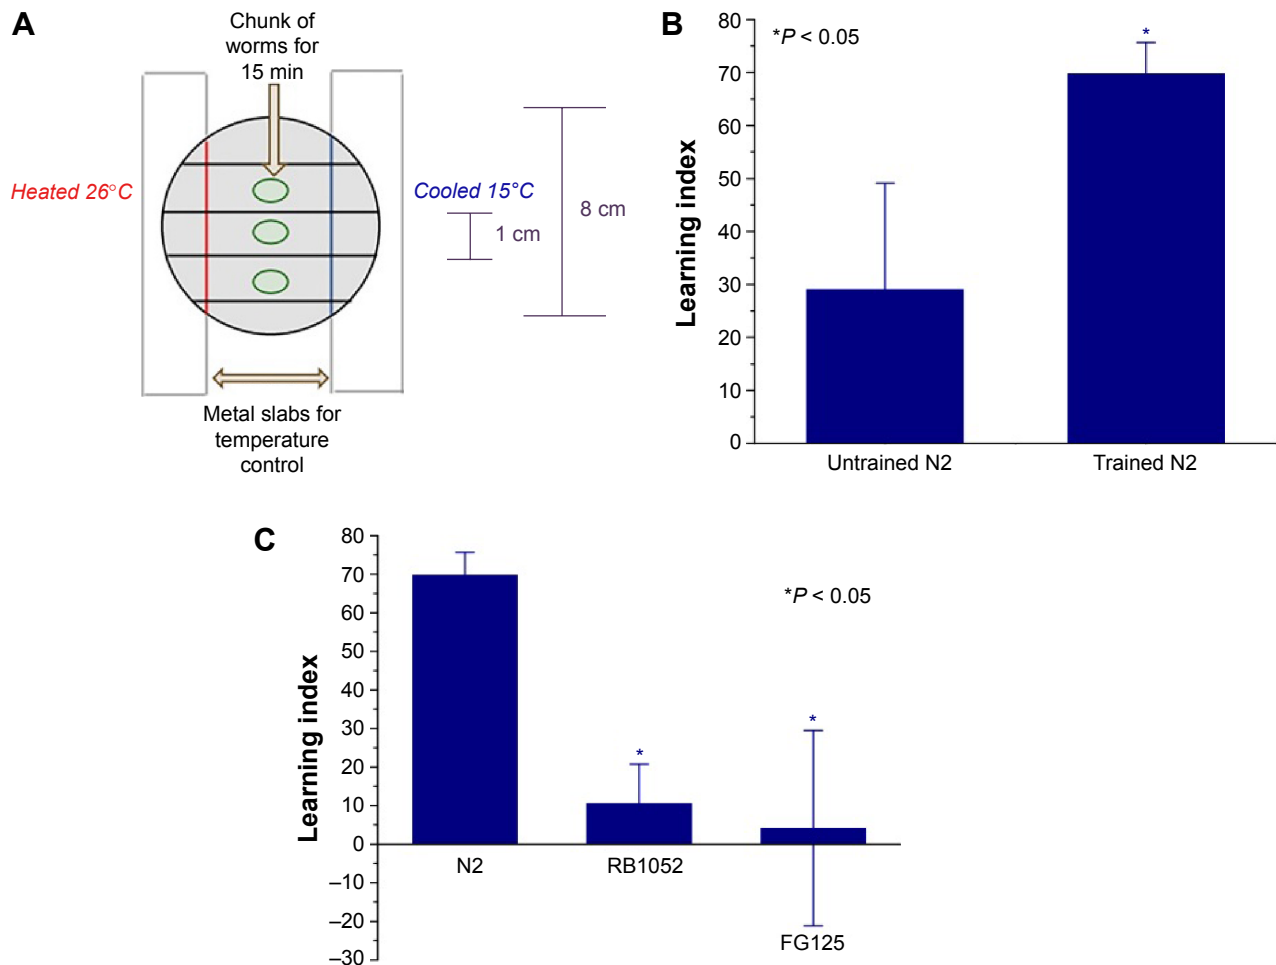 A
Chunk of
worms for
15 min
Heated 26°C
Cooled 15°C
1 cm
8 cm
Metal slabs for
temperature
control
B
*P < 0.05
*
Learning index
80
70
60
50
40
30
20
10
0
Untrained N2
Trained N2
C
*P < 0.05
*
*
Learning index
80
70
60
50
40
30
20
10
0
–10
–20
–30
N2
RB1052
FG125